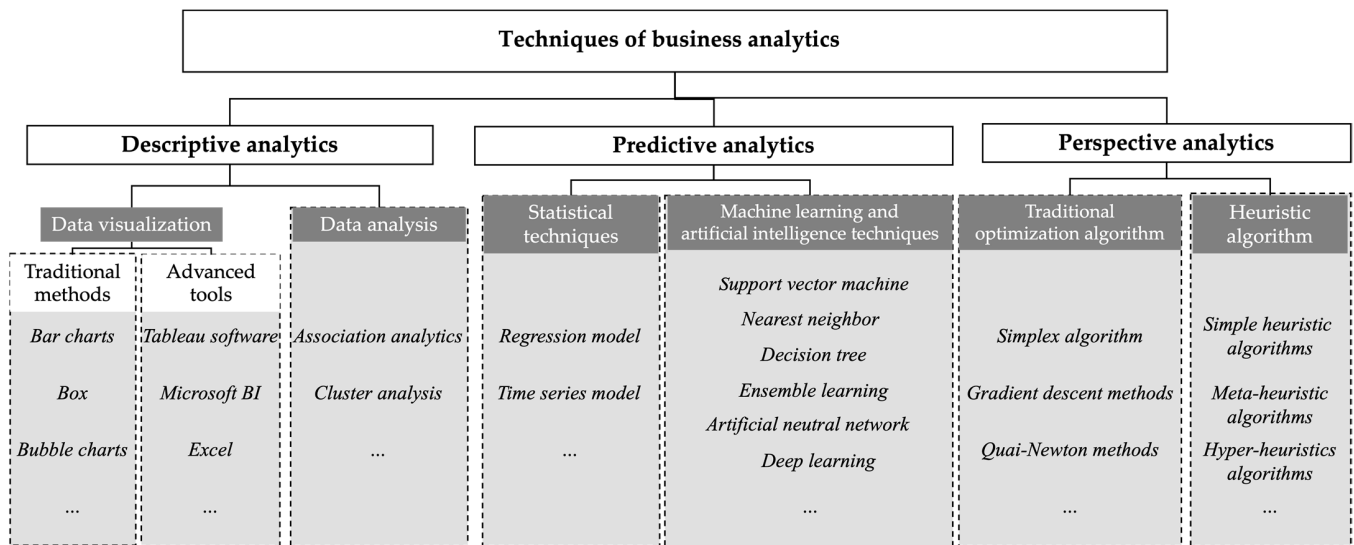 Techniques of business analytics
Descriptive analytics
Predictive analytics
Perspective analytics
Data visualization
Traditional
methods
Bar charts
Box
Bubble charts
...
Advanced
tools
Tableau software
Microsoft BI
Excel
...
Data analysis
Association analytics
Cluster analysis
...
Statistical
techniques
Regression model
Time series model
...
Machine learning and
artificial intelligence techniques
Support vector machine
Nearest neighbor
Decision tree
Ensemble learning
Artificial neutral network
Deep learning
...
Traditional
optimization algorithm
Simplex algorithm
Gradient descent methods
Quai-Newton methods
...
Heuristic
algorithm
Simple heuristic
algorithms
Meta-heuristic
algorithms
Hyper-heuristics
algorithms
...